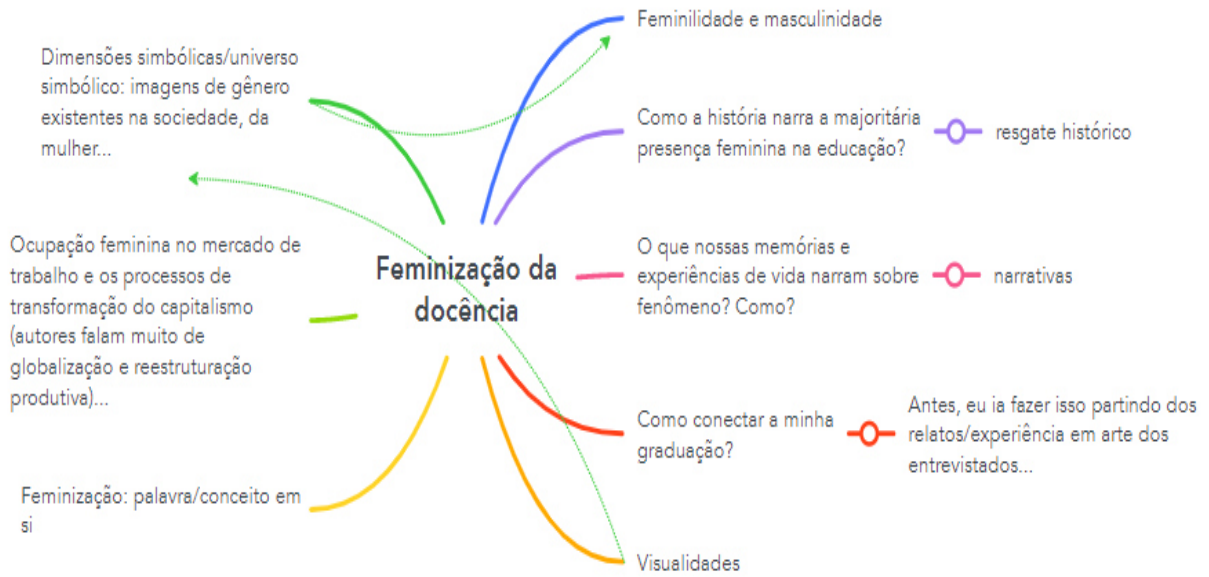 Feminização da
docência
Feminilidade e masculinidade
Como a história narra a majoritária
presença feminina na educação?
resgate histórico
O que nossas memórias e
experiências de vida narram sobre
fenômeno? Como?
narrativas
Como conectar a minha
graduação?
Antes, eu ia fazer isso partindo dos
relatos/experiência em arte dos
entrevistados...
Visualidades
Dimensões simbólicas/universo
simbólico: imagens de gênero
existentes na sociedade, da
mulher...
Ocupação feminina no mercado de
trabalho e os processos de
transformação do capitalismo
(autores falam muito de
globalização e reestruturação
produtiva)...
Feminização: palavra/conceito em
si